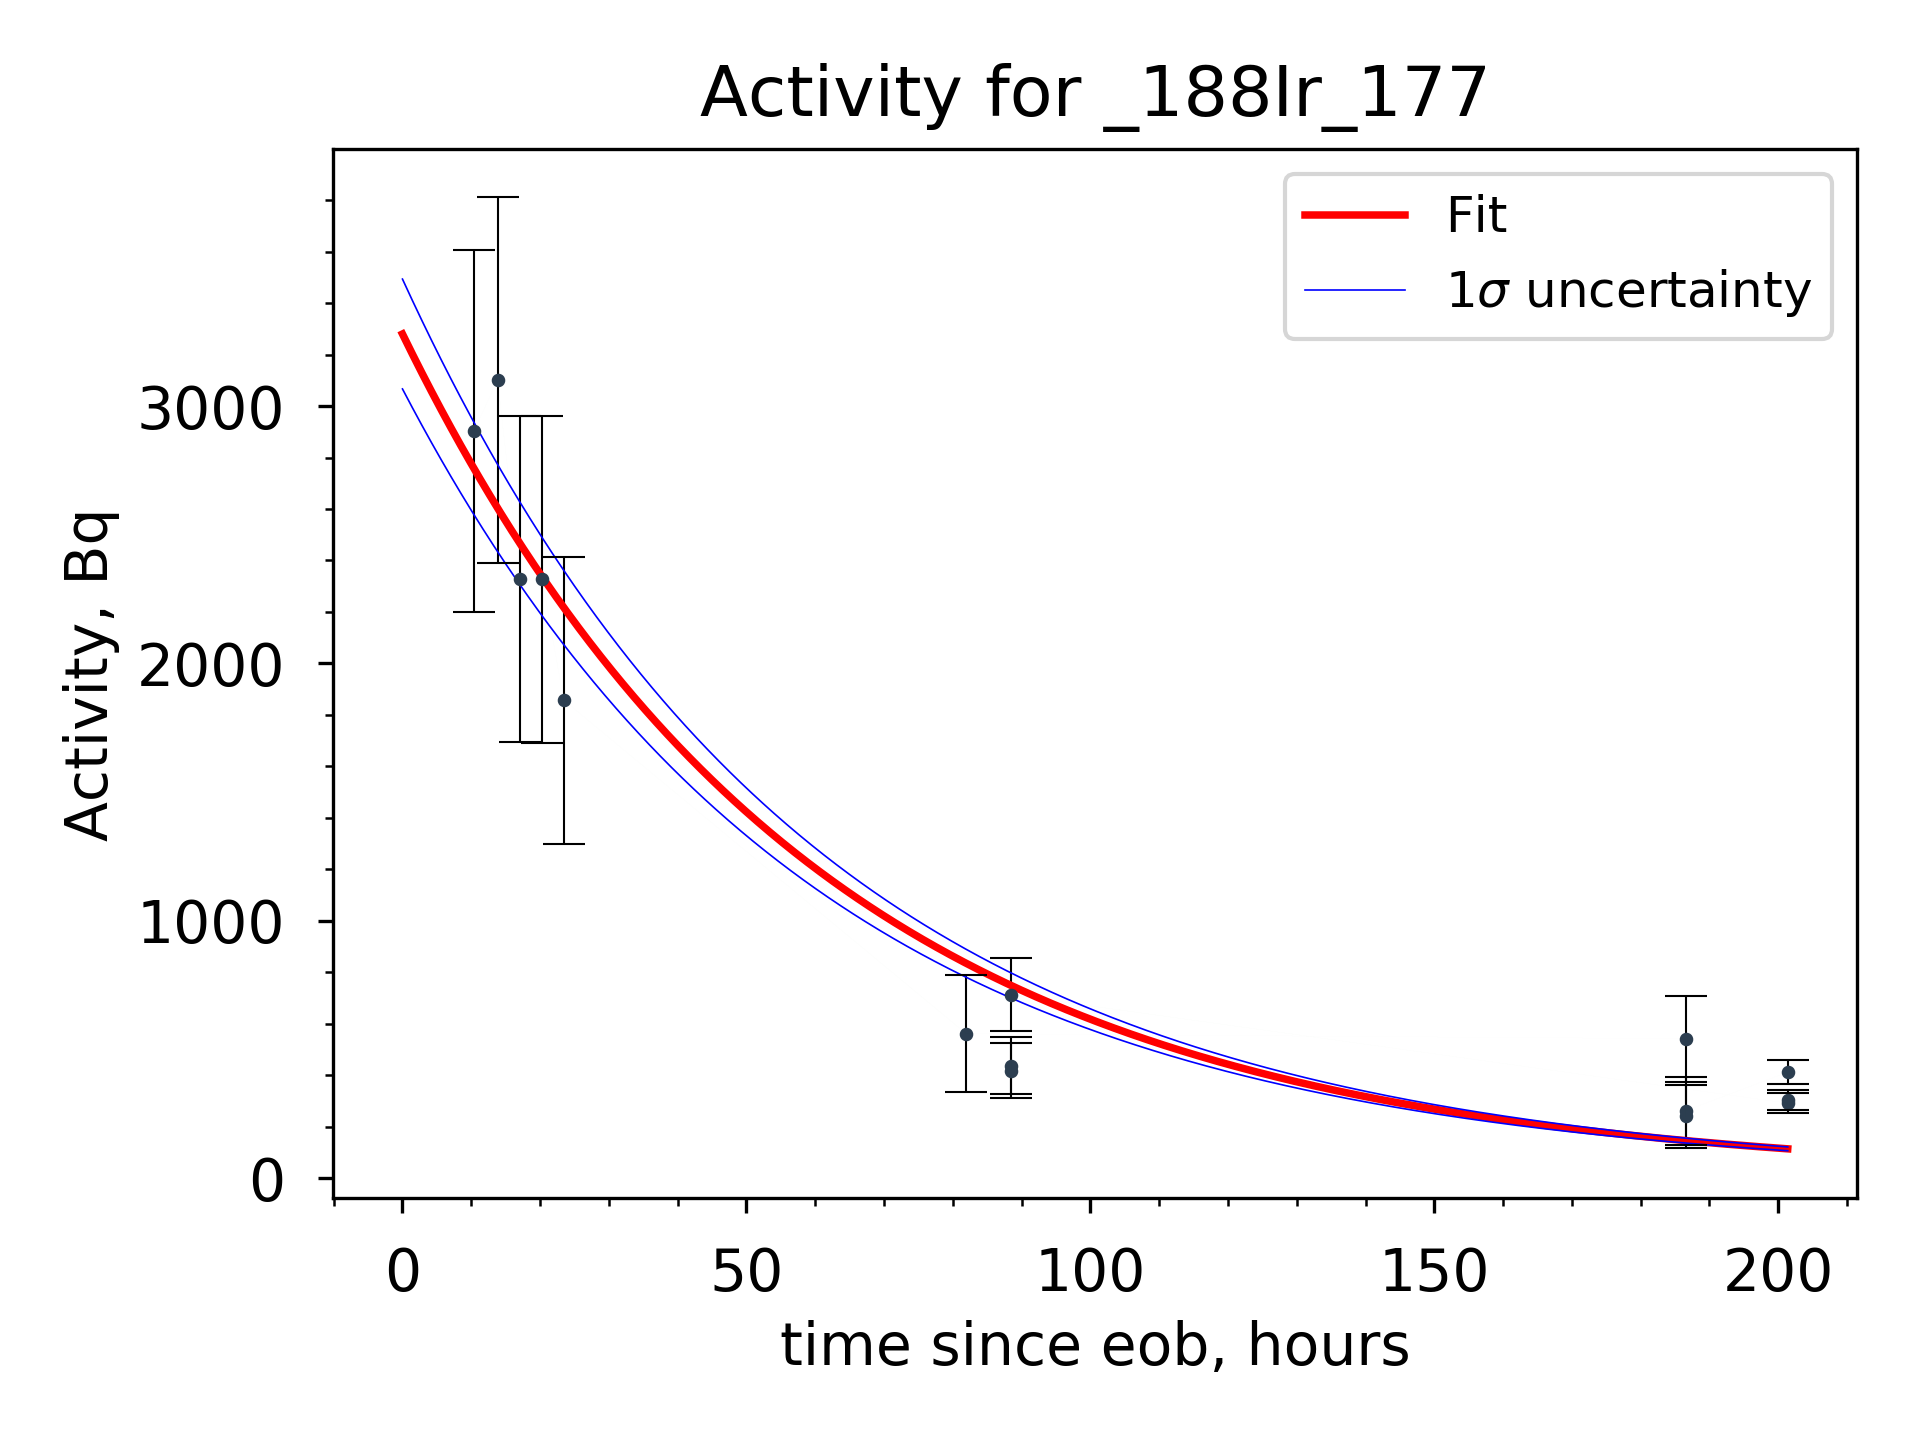 Activity for _188Ir_177
Fit
1σ uncertainty
Activity, Bq
3000
2000
1000
0
0 50 100 150 200
time since eob, hours